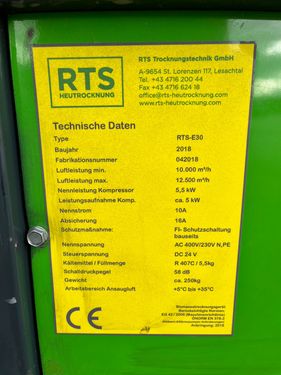 RTS
HEUTROCKNUNG
RTS Trocknungstechnik GmbH
A-9654 St. Lorenzen 117, Lesachtal
Tel +43 4716 200 44
Fax +43 4716 624 18
office@rts-heutrocknung.com
www.rts-heutrocknung.com
Technische Daten
Type RTS-E30
Baujahr 2018
Fabrikationsnummer 042018
Luftleistung min. 10.000 m³/h
Luftleistung max. 12.500 m³/h
Nennleistung Kompressor 5,5 kW
Leistungsaufnahme Komp. ca. 5 kW
Nennstrom 10A
Absicherung 16A
Schutzmaßnahme: FI- Schutzschaltung
bauseits
Nennspannung AC 400V/230V N,PE
Steuerspannung DC 24 V
Kältemittel / Füllmenge R 407C / 5,5kg
Schalldruckpegel 58 dB
Gewicht ca. 250kg
Arbeitsbereich Ansaugluft +5°C bis +35°C
CE